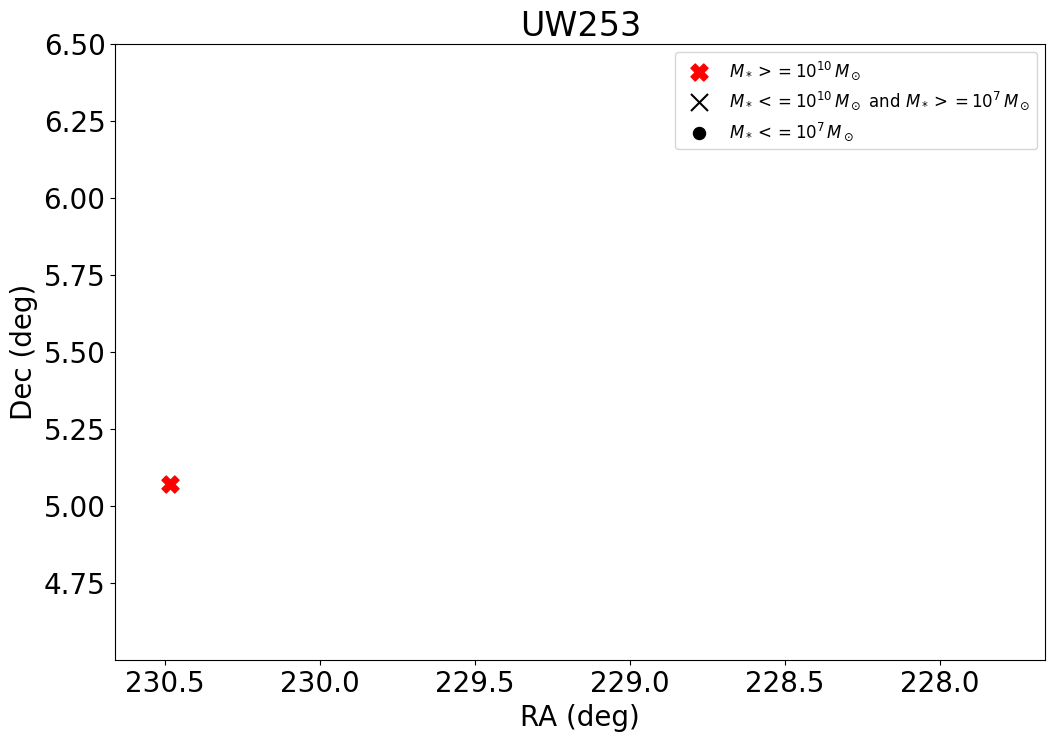 UW253
6.50
M* >= 10^10 M⊙
M* <= 10^10 M⊙ and M* >= 10^7 M⊙
M* <= 10^7 M⊙
6.25
6.00
5.75
5.50
5.25
5.00
4.75
Dec (deg)
230.5 230.0 229.5 229.0 228.5 228.0
RA (deg)